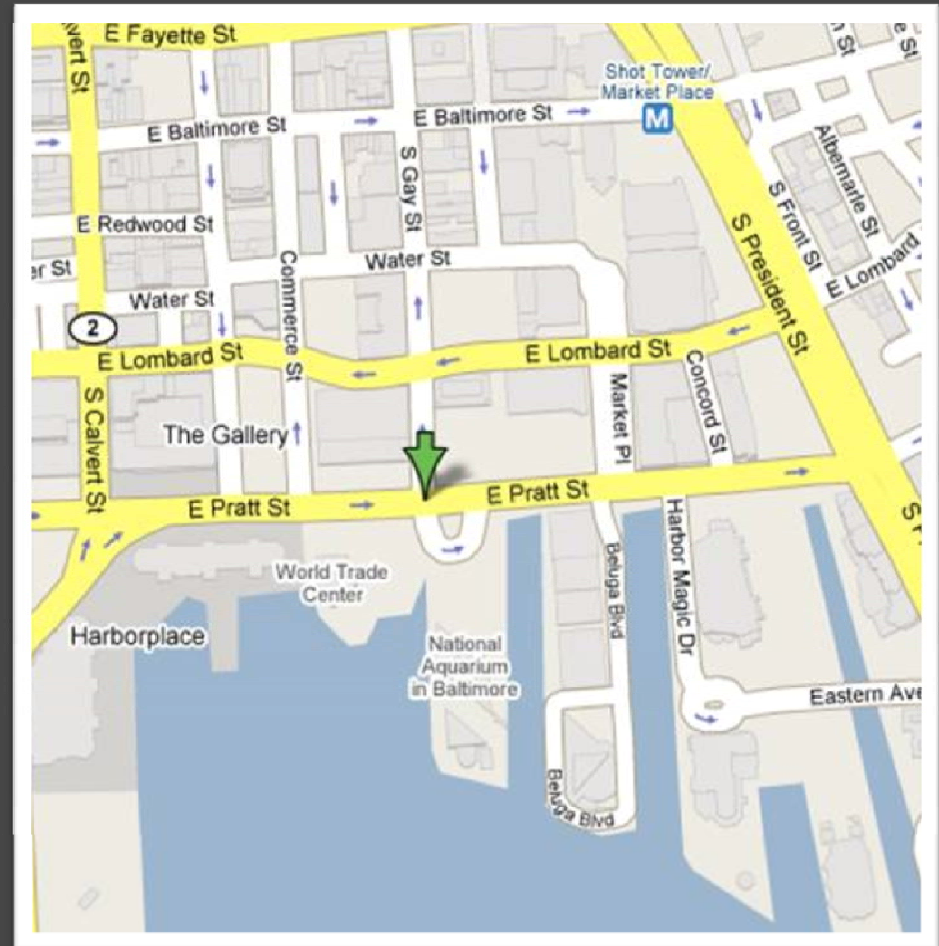 E Fayette St
vert St
Shot Tower/
Market Place
M
n St
e St
E Baltimore St
E Baltimore St
Albemarle St
S Gay St
S Front St
E Redwood St
S President St
er St
Water St
E Lombard
Commerce St
Water St
2
E Lombard St
E Lombard St
Concord St
Market Pl
S Calvert St
The Gallery
E Pratt St
E Pratt St
Harbor Magic Dr
Beluga Blvd
World Trade
Center
Harborplace
National
Aquarium
in Baltimore
Eastern Ave
Beluga Blvd